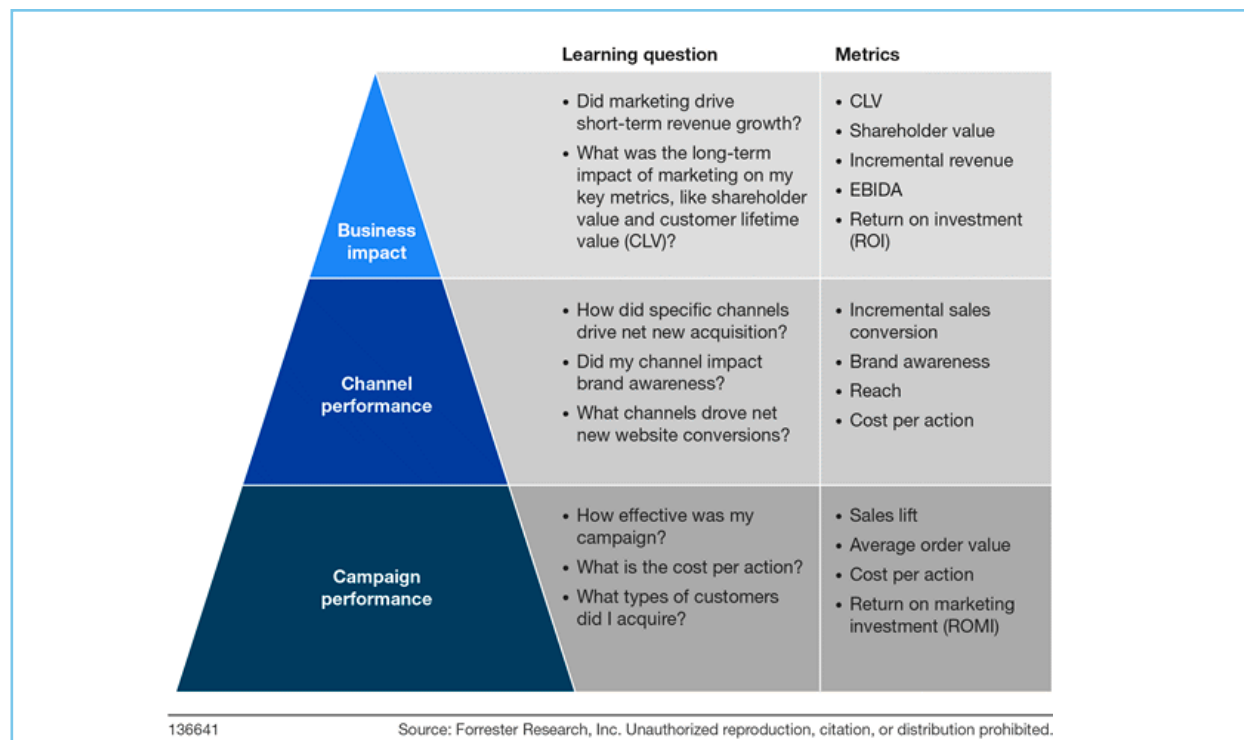 Learning question
Metrics
Business
impact
• Did marketing drive
short-term revenue growth?
• What was the long-term
impact of marketing on my
key metrics, like shareholder
value and customer lifetime
value (CLV)?
• CLV
• Shareholder value
• Incremental revenue
• EBIDA
• Return on investment
(ROI)
Channel
performance
• How did specific channels
drive net new acquisition?
• Did my channel impact
brand awareness?
• What channels drove net
new website conversions?
• Incremental sales
conversion
• Brand awareness
• Reach
• Cost per action
Campaign
performance
• How effective was my
campaign?
• What is the cost per action?
• What types of customers
did I acquire?
• Sales lift
• Average order value
• Cost per action
• Return on marketing
investment (ROMI)
136641
Source: Forrester Research, Inc. Unauthorized reproduction, citation, or distribution prohibited.